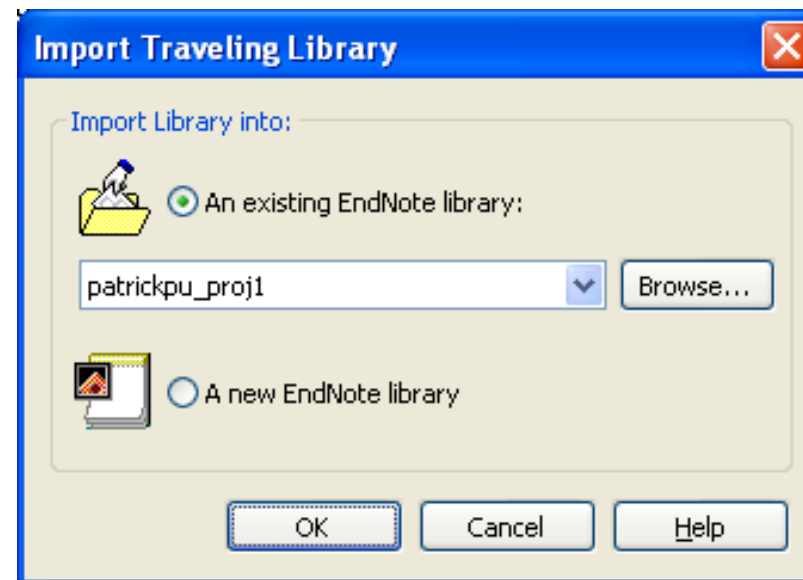 Import Traveling Library
Import Library into:
An existing EndNote library:
patrickpu_proj1
Browse...
A new EndNote library
OK
Cancel
Help